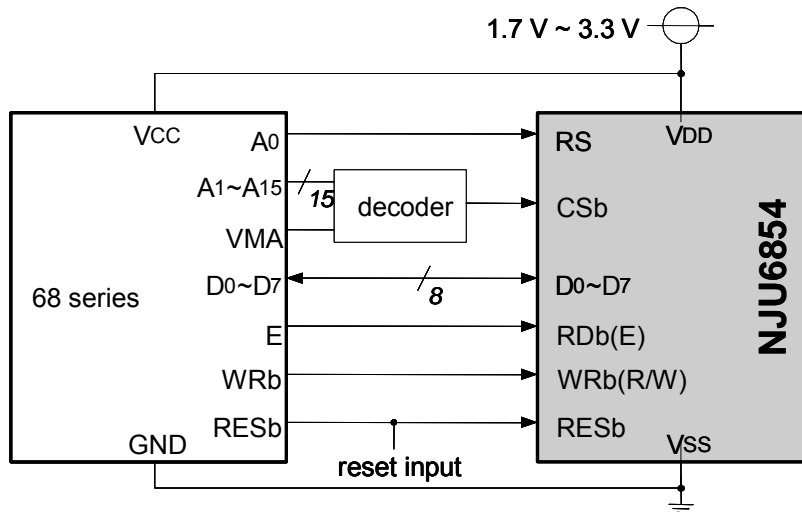 1.7 V ~ 3.3 V
VCC
A0
A1~A15
VMA
D0~D7
E
WRb
RESb
GND
68 series
15
decoder
8
reset input
VDD
RS
CSb
D0~D7
RDb(E)
WRb(R/W)
RESb
VSS
NJU6854